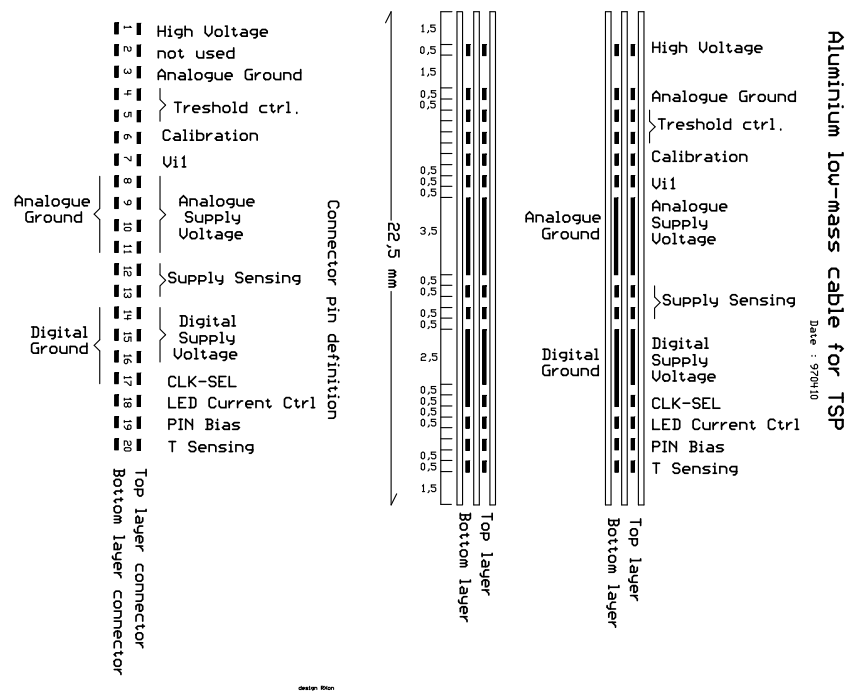 1 High Voltage
2 not used
3 Analogue Ground
4
5
Treshold ctrl.
6 Calibration
7 Vi1
8
9
10
11
Analogue
Ground
Analogue
Supply
Voltage
12
13
Supply Sensing
14
15
16
17 CLK-SEL
Digital
Ground
Digital
Supply
Voltage
18 LED Current Ctrl
19 PIN Bias
20 T Sensing
Top layer connector
Bottom layer connector
Connector pin definition
22,5 mm
1,5
0,5
1,5
0,5
0,5
0,5
0,5
0,5
3,5
0,5
0,5
0,5
0,5
2,5
0,5
0,5
0,5
0,5
0,5
0,5
1,5
Top layer
Bottom layer
High Voltage
Analogue Ground
Treshold ctrl.
Calibration
Vi1
Analogue
Supply
Voltage
Analogue
Ground
Supply Sensing
Digital
Supply
Voltage
Digital
Ground
CLK-SEL
LED Current Ctrl
PIN Bias
T Sensing
Top layer
Bottom layer
Aluminium low-mass cable for TSP
Date : 970410
design